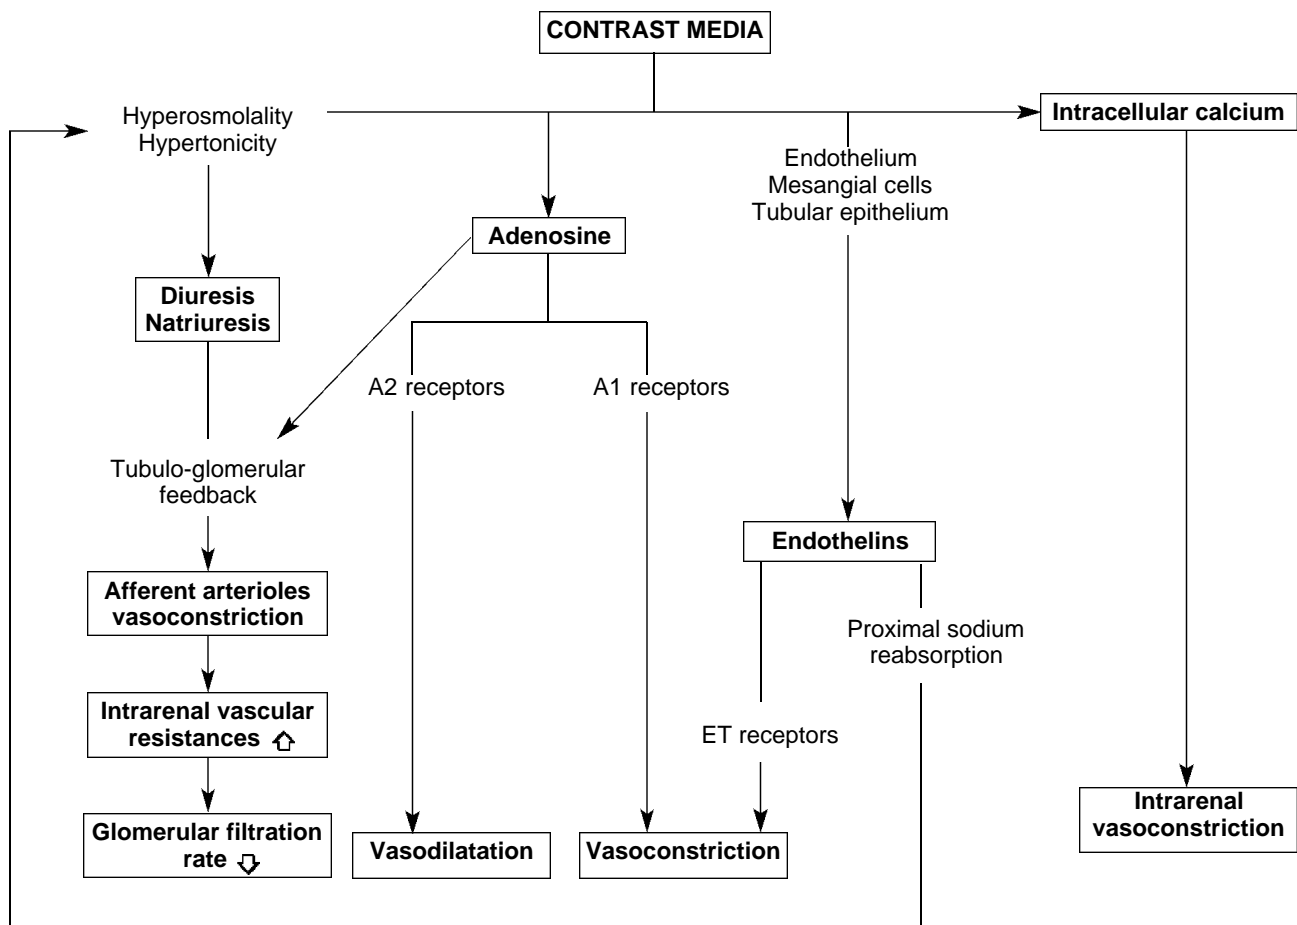 CONTRAST MEDIA
Hyperosmolality
Hypertonicity
Intracellular calcium
Endothelium
Mesangial cells
Tubular epithelium
Adenosine
Diuresis
Natriuresis
A2 receptors
A1 receptors
Tubulo-glomerular
feedback
Endothelins
Afferent arterioles
vasoconstriction
Proximal sodium
reabsorption
Intrarenal vascular
resistances
ET receptors
Intrarenal
vasoconstriction
Glomerular filtration
rate
Vasodilatation
Vasoconstriction